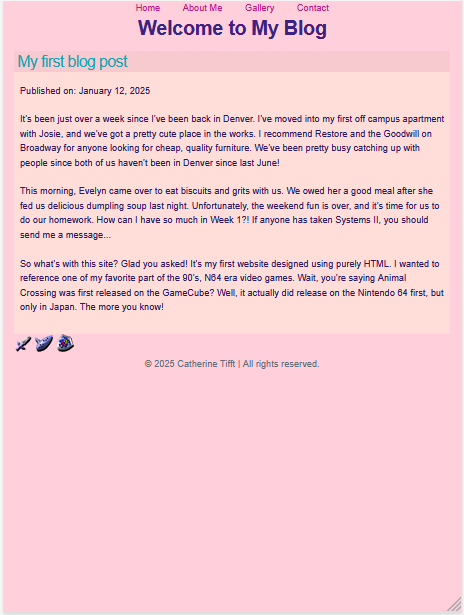 Home About Me Gallery Contact
Welcome to My Blog
My first blog post
Published on: January 12, 2025
It's been just over a week since I've been back in Denver. I've moved into my first off campus apartment
with Josie, and we've got a pretty cute place in the works. I recommend Restore and the Goodwill on
Broadway for anyone looking for cheap, quality furniture. We've been pretty busy catching up with
people since both of us haven't been in Denver since last June!
This morning, Evelyn came over to eat biscuits and grits with us. We owed her a good meal after she
fed us delicious dumpling soup last night. Unfortunately, the weekend fun is over, and it's time for us to
do our homework. How can I have so much in Week 1?! If anyone has taken Systems II, you should
send me a message...
So what's with this site? Glad you asked! It's my first website designed using purely HTML. I wanted to
reference one of my favorite part of the 90's, N64 era video games. Wait, you're saying Animal
Crossing was first released on the GameCube? Well, it actually did release on the Nintendo 64 first, but
only in Japan. The more you know!
© 2025 Catherine Tifft | All rights reserved.